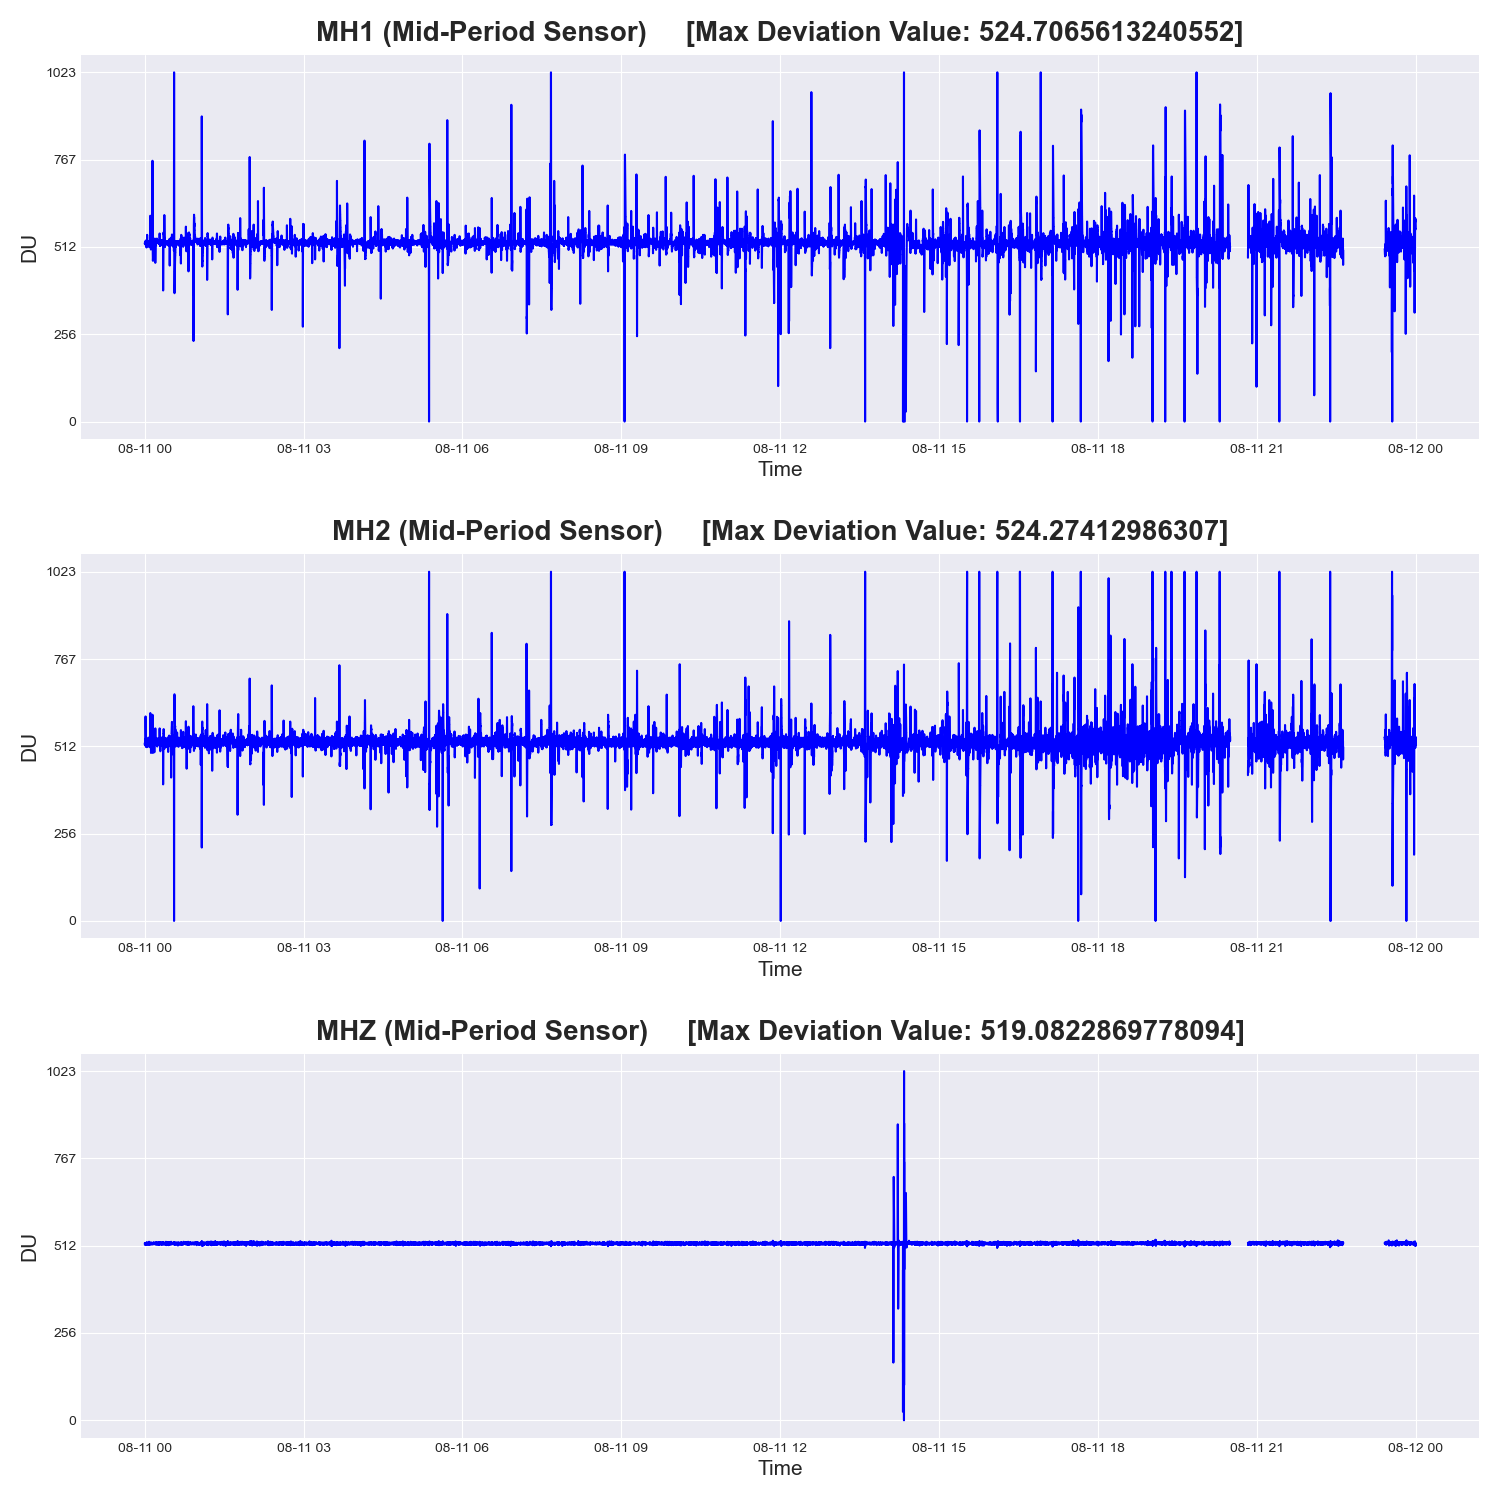 MH1 (Mid-Period Sensor) [Max Deviation Value: 524.7065613240552]
1023
767
512
256
0
DU
08-11 00 08-11 03 08-11 06 08-11 09 08-11 12 08-11 15 08-11 18 08-11 21 08-12 00
Time
MH2 (Mid-Period Sensor) [Max Deviation Value: 524.27412986307]
1023
767
512
256
0
DU
08-11 00 08-11 03 08-11 06 08-11 09 08-11 12 08-11 15 08-11 18 08-11 21 08-12 00
Time
MHZ (Mid-Period Sensor) [Max Deviation Value: 519.0822869778094]
1023
767
512
256
0
DU
08-11 00 08-11 03 08-11 06 08-11 09 08-11 12 08-11 15 08-11 18 08-11 21 08-12 00
Time